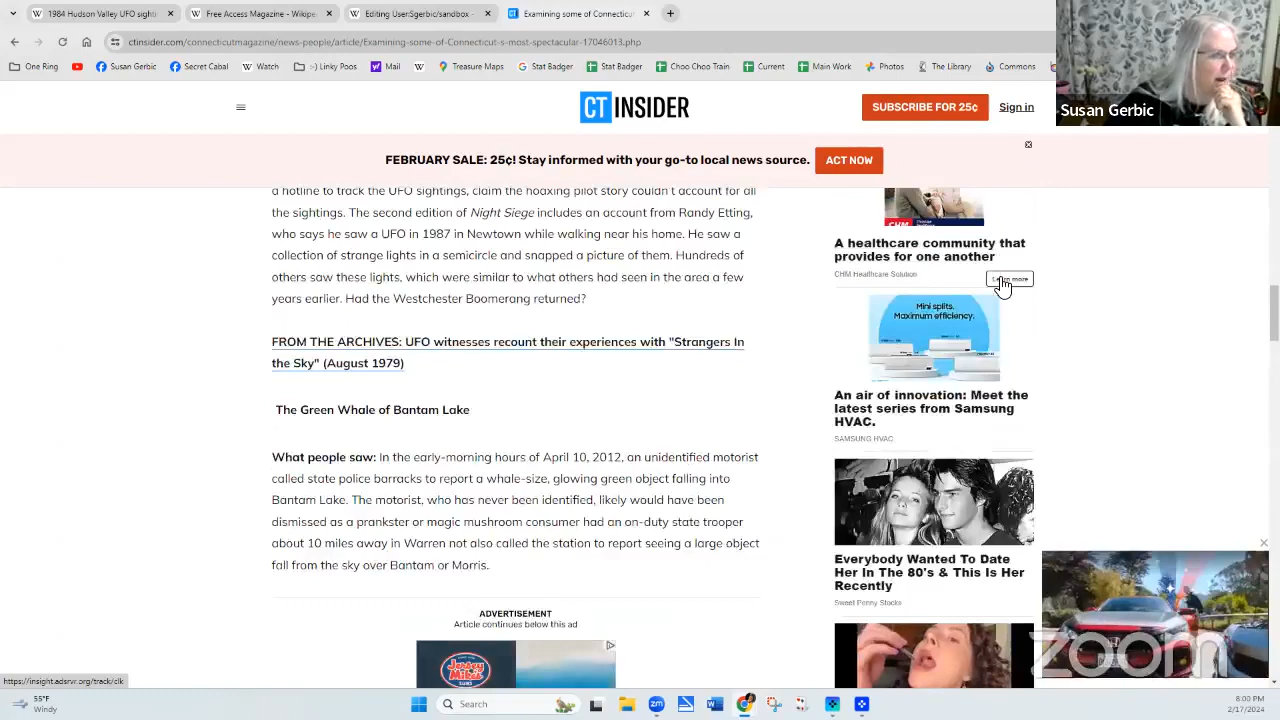 1984 Hudson Valley UFO Sight
Free Access Magazine - Wikipe
Editing UserSgerbic/sandbox -
Examining some of Connecticut
ctinsider.com/connecticutmagazine/news-people/article/Examining-some-of-Connecticut-s-most-spectacular-17046013.php
One Ring
Susan Gerbic
Secret Cabal
Watch
:-) Linky Poo:
Mail
WV
Treasure Maps
Stat Badger
Stat Badger
Choo Choo Train
Current
Main Work
Photos
The Lightning
Commons
Susan Gerbic
CT INSIDER
SUBSCRIBE FOR 25¢
Sign in
FEBRUARY SALE: 25¢! Stay informed with your go-to local news source.
ACT NOW
a hotline to track the UFO sightings, claim the hoaxing pilot story couldn't account for all
the sightings. The second edition of Night Siege includes an account from Randy Etting,
who says he saw a UFO in 1987 in Newtown while walking near his home. He saw a
collection of strange lights in a semicircle and snapped a picture of them. Hundreds of
others saw these lights, which were similar to what others had seen in the area a few
years earlier. Had the Westchester Boomerang returned?
FROM THE ARCHIVES: UFO witnesses recount their experiences with "Strangers In
the Sky" (August 1979)
The Green Whale of Bantam Lake
What people saw: In the early-morning hours of April 10, 2012, an unidentified motorist
called state police barracks to report a whale-size, glowing object falling into
Bantam Lake. The motorist, who has never been identified, likely would have been
dismissed as a prankster or magic mushroom consumer had an on-duty state trooper
about 10 miles away in Warren not also called the station to report seeing a large object
fall from the sky over Bantam or Morris.
ADVERTISEMENT
Article continues below this ad
Jersey
Mike's
SUBS
CHM
A healthcare community that
provides for one another
CHM Healthcare Solution
Learn more
Mini splits.
Maximum efficiency.
An air of innovation: Meet the
latest series from Samsung
HVAC.
SAMSUNG HVAC
Everybody Wanted To Date
Her In The 80's & This Is Her
Recently
Sweet Penny Stocks
zoom
https://insight.adsrvr.org/track/clk
55°F
Windy
Search
8:00 PM
2/17/2024